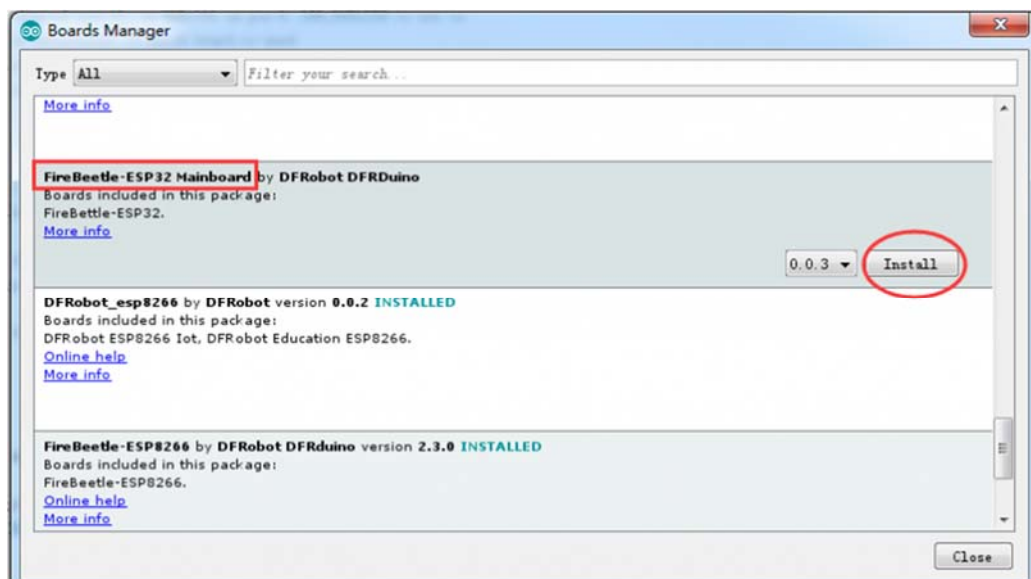 Boards Manager
Type All Filter your search...
More info
FireBeetle-ESP32 Mainboard by DFRobot DFRDuino
Boards included in this package:
FireBettle-ESP32.
More info
0.0.3 Install
DFRobot_esp8266 by DFRobot version 0.0.2 INSTALLED
Boards included in this package:
DFRobot ESP8266 Iot, DFRobot Education ESP8266.
Online help
More info
FireBeetle-ESP8266 by DFRobot DFRduino version 2.3.0 INSTALLED
Boards included in this package:
FireBeetle-ESP8266.
Online help
More info
Close